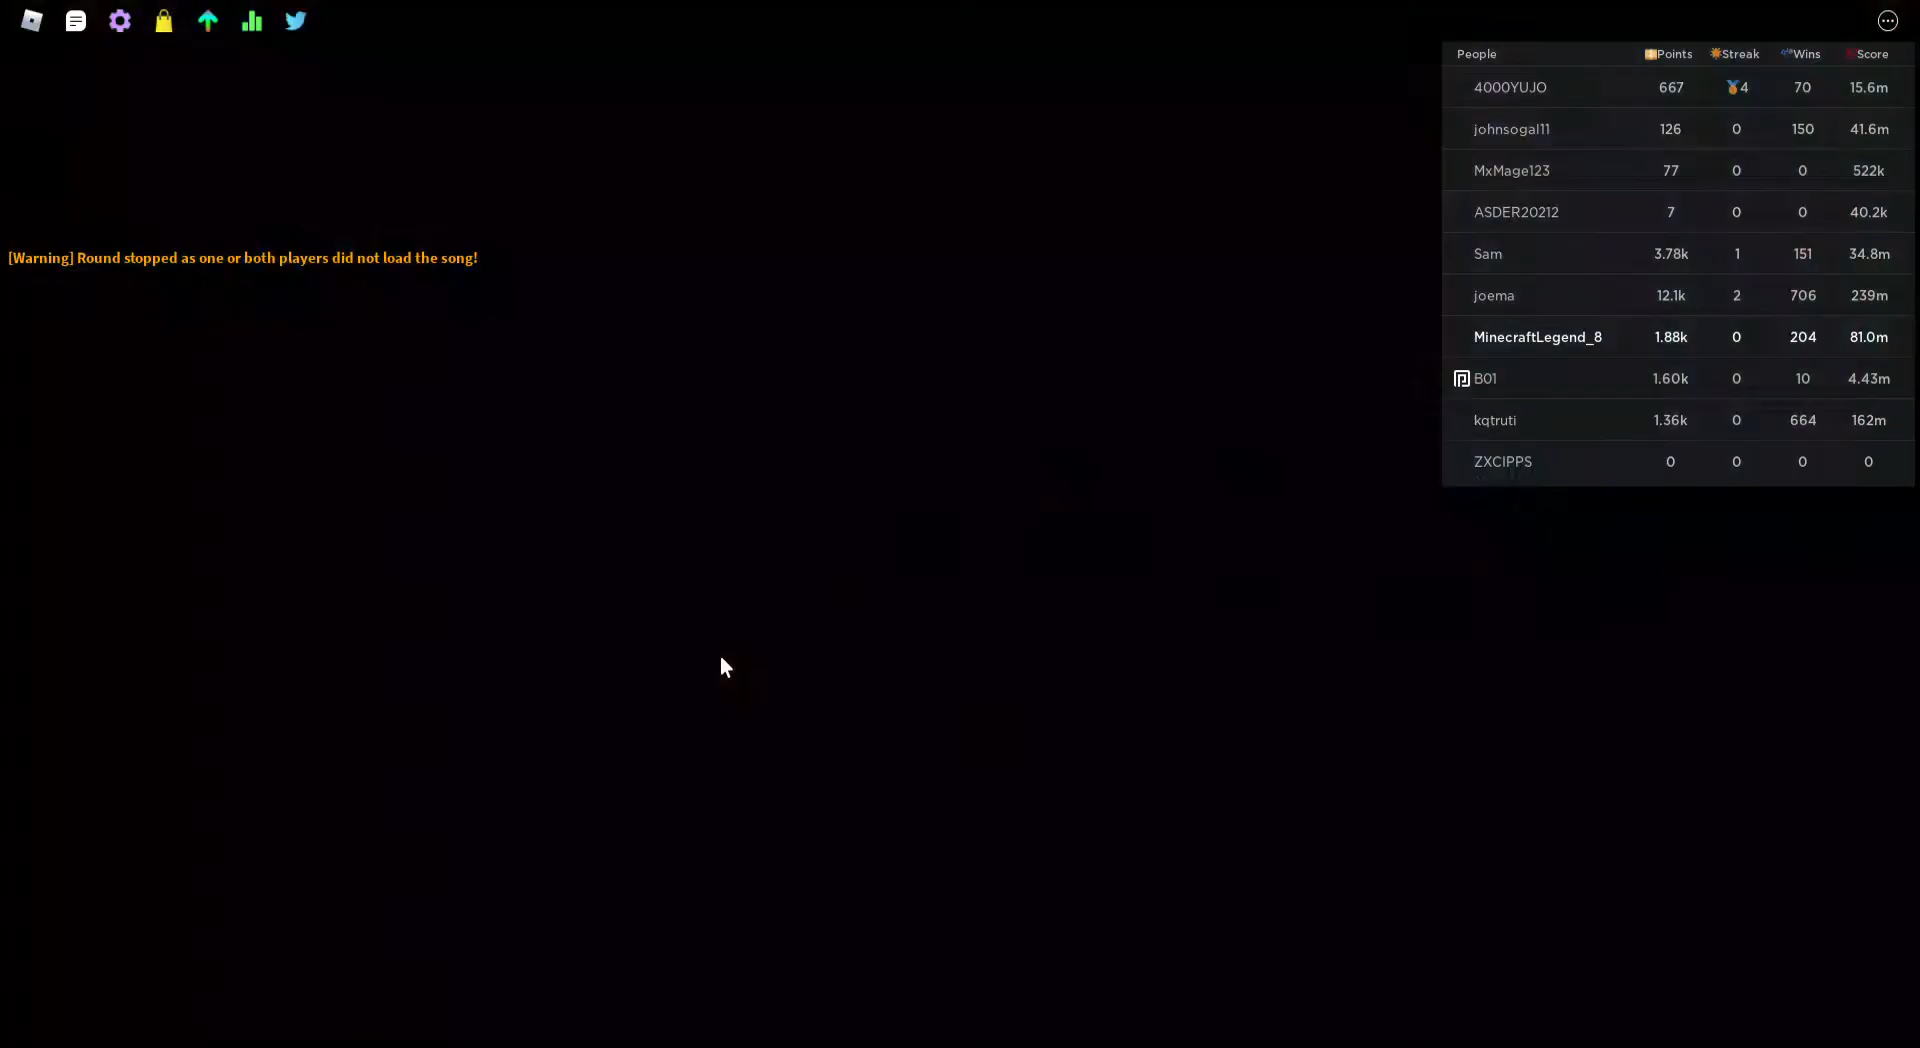 People Points Streak Wins Score
4000YUJO 667 4 70 15.6m
johnsogal11 126 0 150 41.6m
MxMage123 77 0 0 522k
ASDER20212 7 0 0 40.2k
[Warning] Round stopped as one or both players did not load the song!
Sam 3.78k 1 151 34.8m
joema 12.1k 2 706 239m
MinecraftLegend_8 1.88k 0 204 81.0m
B01 1.60k 0 10 4.43m
kqtruti 1.36k 0 664 162m
ZXCIPPS 0 0 0 0